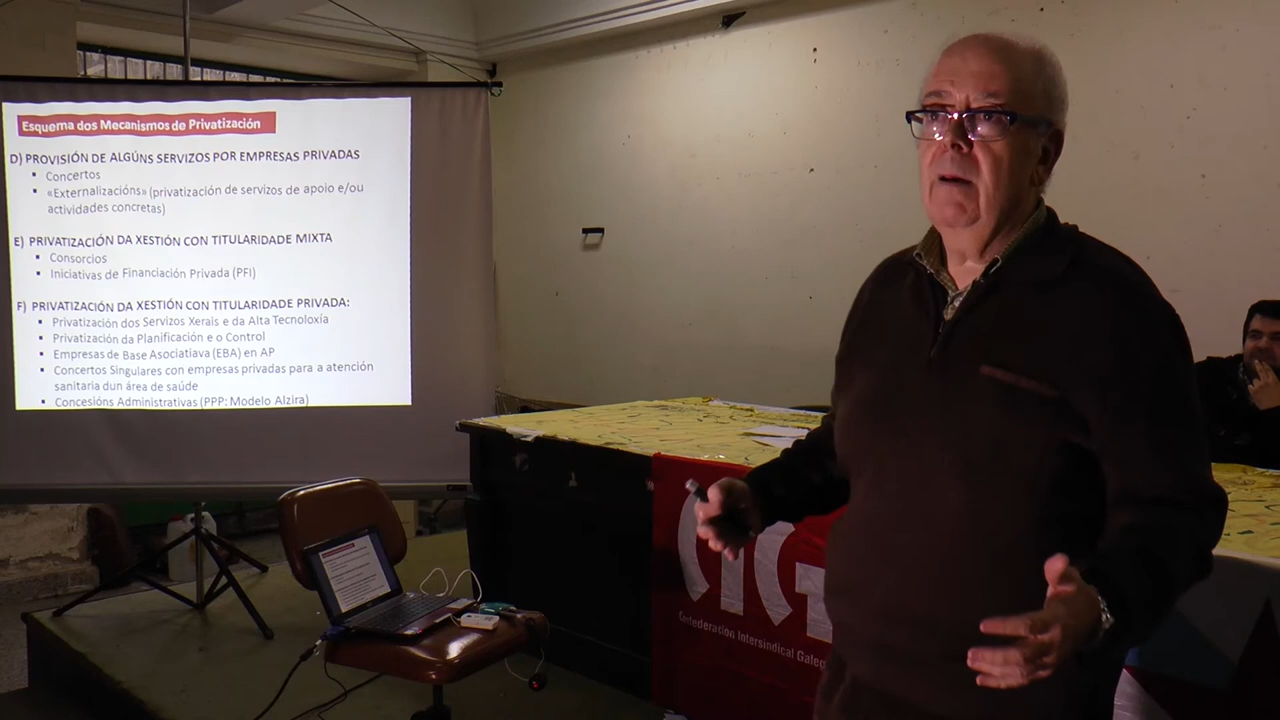 Esquema dos Mecanismos de Privatización
D) PROVISIÓN DE ALGÚNS SERVIZOS POR EMPRESAS PRIVADAS
▪ Concertos
▪ «Externalizacións» (privatización de servizos de apoio e/ou
actividades concretas)
E) PRIVATIZACIÓN DA XESTIÓN CON TITULARIDADE MIXTA
▪ Consorcios
▪ Iniciativas de Financiación Privada (PFI)
F) PRIVATIZACIÓN DA XESTIÓN CON TITULARIDADE PRIVADA:
▪ Privatización dos Servizos Xerais e da Alta Tecnoloxía
▪ Privatización da Planificación e o Control
▪ Empresas de Base Asociatiava (EBA) en AP
▪ Concertos Singulares con empresas privadas para a atención
sanitaria dun área de saúde
▪ Concesións Administrativas (PPP: Modelo Alzira)
CIG
Confederación Intersindical Galeg